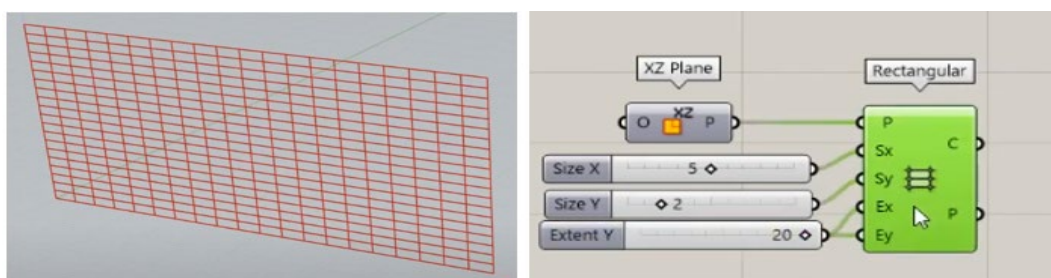 XZ Plane
Rectangular
O XZ P
P
C
Size X 5
Sx
Sy
Size Y 2
Ex
P
Extent Y 20
Ey